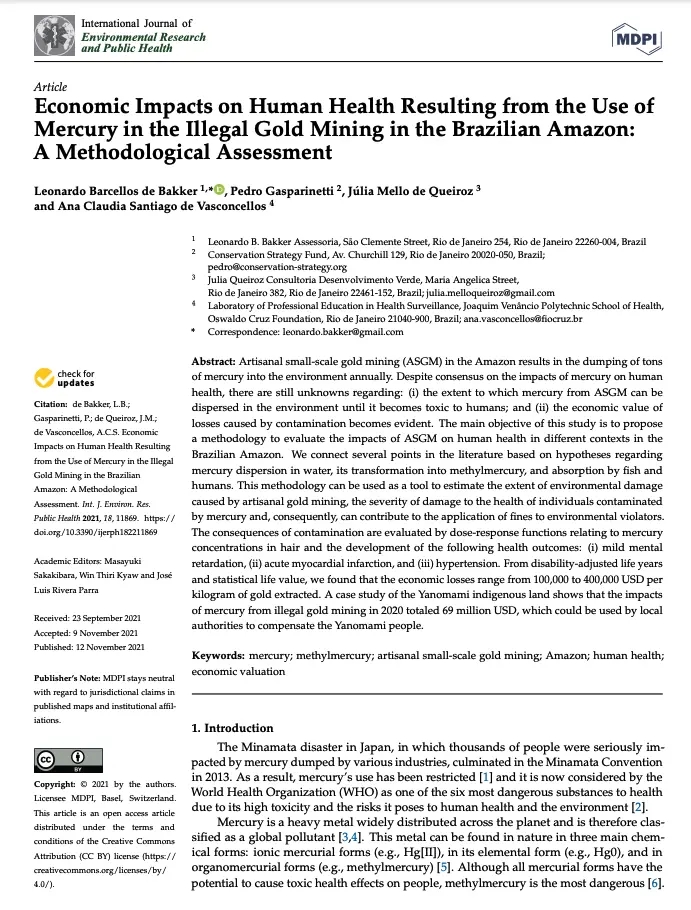 International Journal of
Environmental Research
and Public Health
MDPI
Article
Economic Impacts on Human Health Resulting from the Use of
Mercury in the Illegal Gold Mining in the Brazilian Amazon:
A Methodological Assessment
Leonardo Barcellos de Bakker 1,* iD, Pedro Gasparinetti 2, Júlia Mello de Queiroz 3
and Ana Claudia Santiago de Vasconcellos 4
1 Leonardo B. Bakker Assessoria, São Clemente Street, Rio de Janeiro 254, Rio de Janeiro 22260-004, Brazil
2 Conservation Strategy Fund, Av. Churchill 129, Rio de Janeiro 20020-050, Brazil;
pedro@conservation-strategy.org
3 Julia Queiroz Consultoria Desenvolvimento Verde, Maria Angelica Street,
Rio de Janeiro 382, Rio de Janeiro 22461-152, Brazil; julia.melloqueiroz@gmail.com
4 Laboratory of Professional Education in Health Surveillance, Joaquim Venâncio Polytechnic School of Health,
Oswaldo Cruz Foundation, Rio de Janeiro 21040-900, Brazil; ana.vasconcellos@fiocruz.br
* Correspondence: leonardo.bakker@gmail.com
check for
updates
Citation: de Bakker, L.B.;
Gasparinetti, P.; de Queiroz, J.M.;
de Vasconcellos, A.C.S. Economic
Impacts on Human Health Resulting
from the Use of Mercury in the Illegal
Gold Mining in the Brazilian
Amazon: A Methodological
Assessment. Int. J. Environ. Res.
Public Health 2021, 18, 11869. https://
doi.org/10.3390/ijerph182211869
Academic Editors: Masayuki
Sakakibara, Win Thiri Kyaw and José
Luis Rivera Parra
Received: 23 September 2021
Accepted: 9 November 2021
Published: 12 November 2021
Publisher's Note: MDPI stays neutral
with regard to jurisdictional claims in
published maps and institutional affil-
iations.
cc BY
Copyright: © 2021 by the authors.
Licensee MDPI, Basel, Switzerland.
This article is an open access article
distributed under the terms and
conditions of the Creative Commons
Attribution (CC BY) license (https://
creativecommons.org/licenses/by/
4.0/).
Abstract: Artisanal small-scale gold mining (ASGM) in the Amazon results in the dumping of tons
of mercury into the environment annually. Despite consensus on the impacts of mercury on human
health, there are still unknowns regarding: (i) the extent to which mercury from ASGM can be
dispersed in the environment until it becomes toxic to humans; and (ii) the economic value of
losses caused by contamination becomes evident. The main objective of this study is to propose
a methodology to evaluate the impacts of ASGM on human health in different contexts in the
Brazilian Amazon. We connect several points in the literature based on hypotheses regarding
mercury dispersion in water, its transformation into methylmercury, and absorption by fish and
humans. This methodology can be used as a tool to estimate the extent of environmental damage
caused by artisanal gold mining, the severity of damage to the health of individuals contaminated
by mercury and, consequently, can contribute to the application of fines to environmental violators.
The consequences of contamination are evaluated by dose-response functions relating to mercury
concentrations in hair and the development of the following health outcomes: (i) mild mental
retardation, (ii) acute myocardial infarction, and (iii) hypertension. From disability-adjusted life years
and statistical life value, we found that the economic losses range from 100,000 to 400,000 USD per
kilogram of gold extracted. A case study of the Yanomami indigenous land shows that the impacts
of mercury from illegal gold mining in 2020 totaled 69 million USD, which could be used by local
authorities to compensate the Yanomami people.
Keywords: mercury; methylmercury; artisanal small-scale gold mining; Amazon; human health;
economic valuation
1. Introduction
The Minamata disaster in Japan, in which thousands of people were seriously im-
pacted by mercury dumped by various industries, culminated in the Minamata Convention
in 2013. As a result, mercury's use has been restricted [1] and it is now considered by the
World Health Organization (WHO) as one of the six most dangerous substances to health
due to its high toxicity and the risks it poses to human health and the environment [2].
Mercury is a heavy metal widely distributed across the planet and is therefore clas-
sified as a global pollutant [3,4]. This metal can be found in nature in three main chem-
ical forms: ionic mercurial forms (e.g., Hg[II]), in its elemental form (e.g., Hg0), and in
organomercurial forms (e.g., methylmercury) [5]. Although all mercurial forms have the
potential to cause toxic health effects on people, methylmercury is the most dangerous [6].